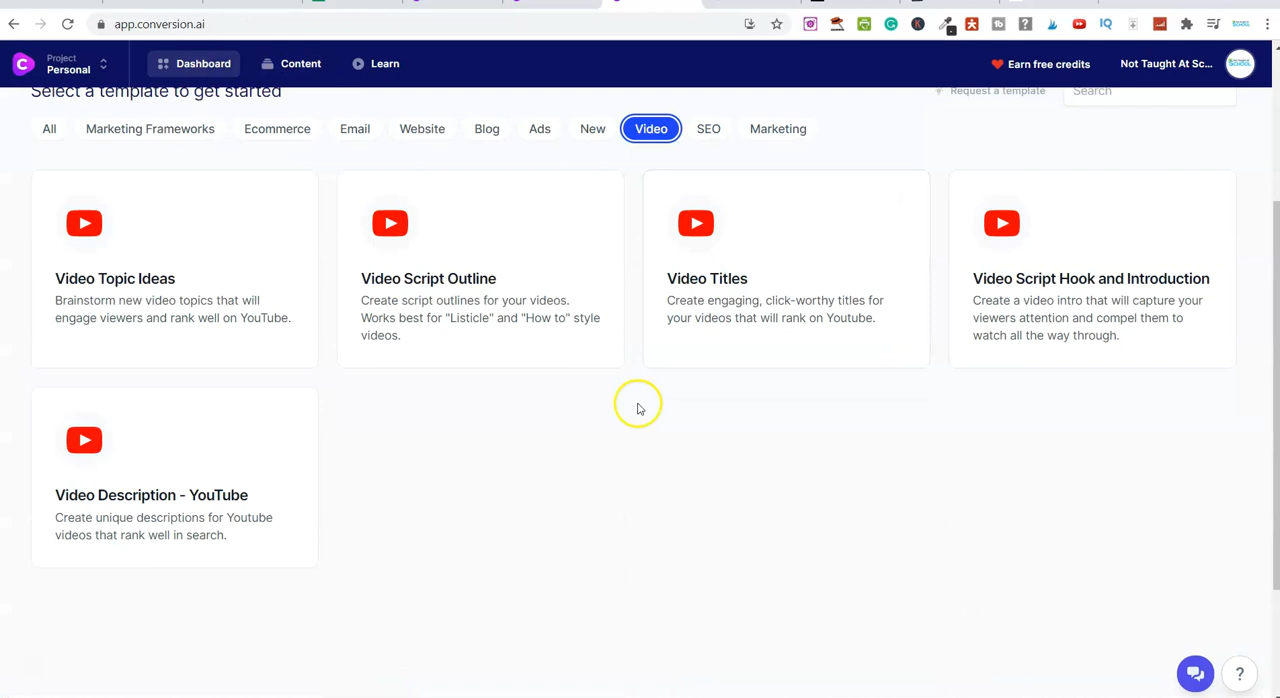 app.conversion.ai
Project
Personal
Dashboard
Content
Learn
Earn free credits
Not Taught At Sc...
Select a template to get started
Request a template
Search
All
Marketing Frameworks
Ecommerce
Email
Website
Blog
Ads
New
Video
SEO
Marketing
Video Topic Ideas
Brainstorm new video topics that will
engage viewers and rank well on YouTube.
Video Script Outline
Create script outlines for your videos.
Works best for "Listicle" and "How to" style
videos.
Video Titles
Create engaging, click-worthy titles for
your videos that will rank on Youtube.
Video Script Hook and Introduction
Create a video intro that will capture your
viewers attention and compel them to
watch all the way through.
Video Description - YouTube
Create unique descriptions for Youtube
videos that rank well in search.